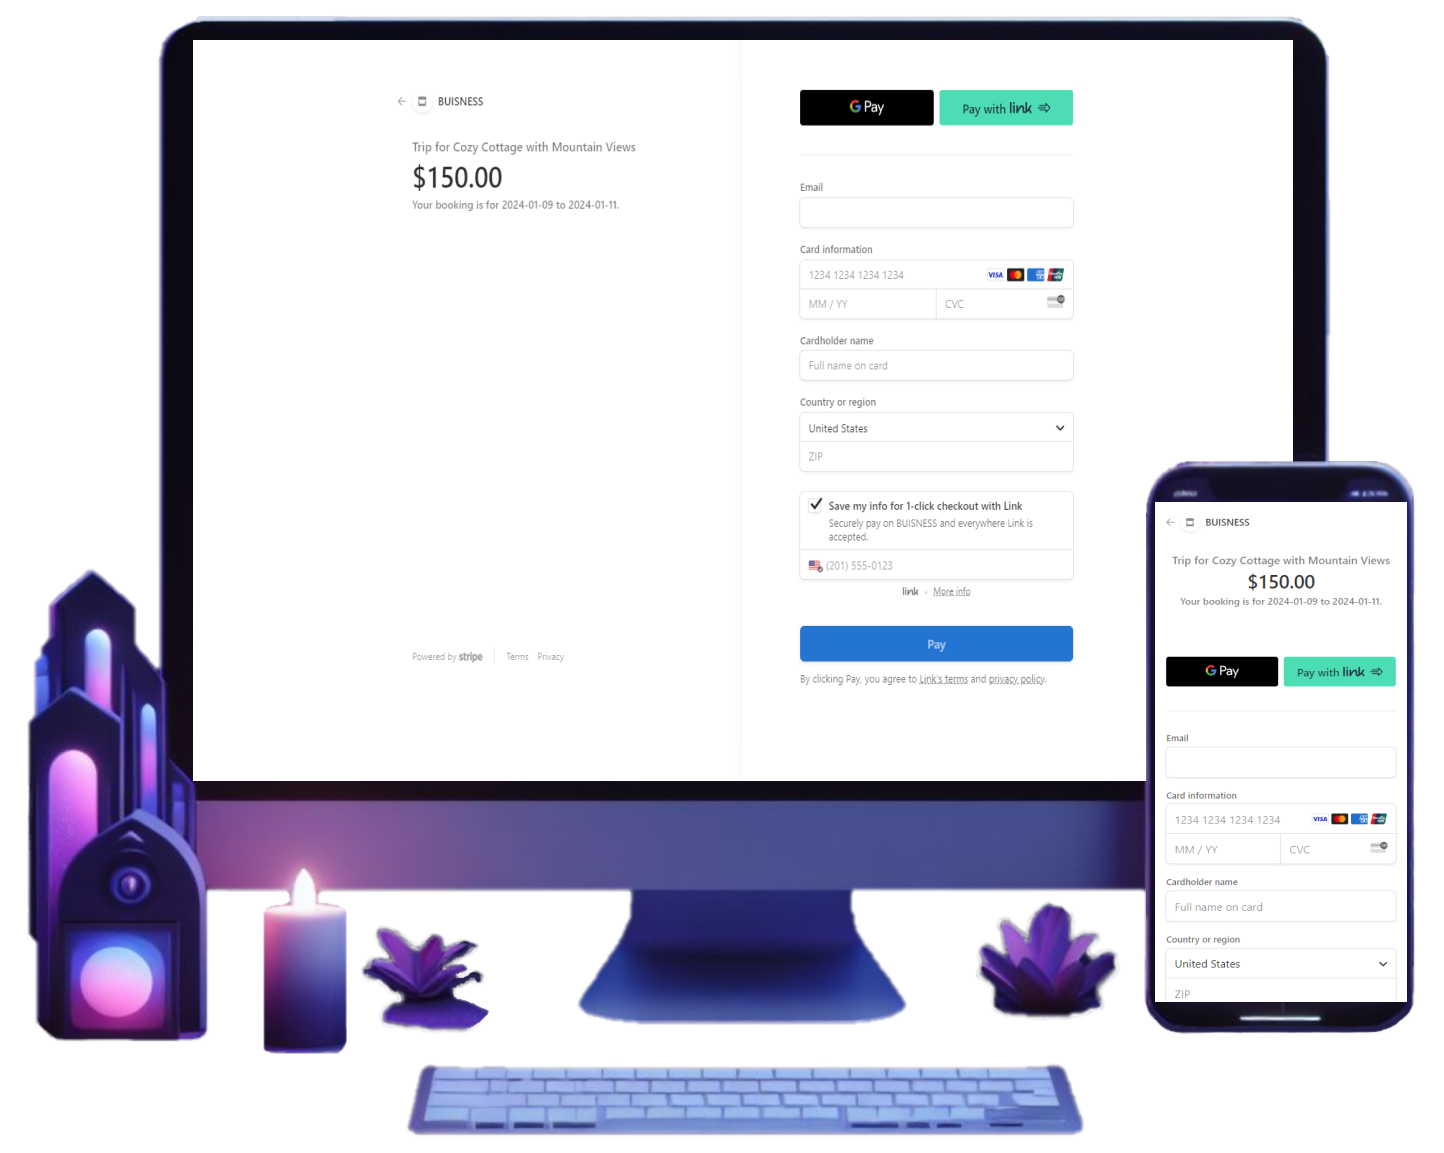 BUISNESS
Trip for Cozy Cottage with Mountain Views
$150.00
Your booking is for 2024-01-09 to 2024-01-11.
Powered by stripe
Terms Privacy
G Pay
Pay with link
Email
Card information
1234 1234 1234 1234
VISA
MM / YY
CVC
Cardholder name
Full name on card
Country or region
United States
ZIP
Save my info for 1-click checkout with Link
Securely pay on BUISNESS and everywhere Link is
accepted.
(201) 555-0123
link · More info
Pay
By clicking Pay, you agree to Link's terms and privacy policy.
BUISNESS
Trip for Cozy Cottage with Mountain Views
$150.00
Your booking is for 2024-01-09 to 2024-01-11.
G Pay
Pay with link
Email
Card information
1234 1234 1234 1234
VISA
MM / YY
CVC
Cardholder name
Full name on card
Country or region
United States
ZIP